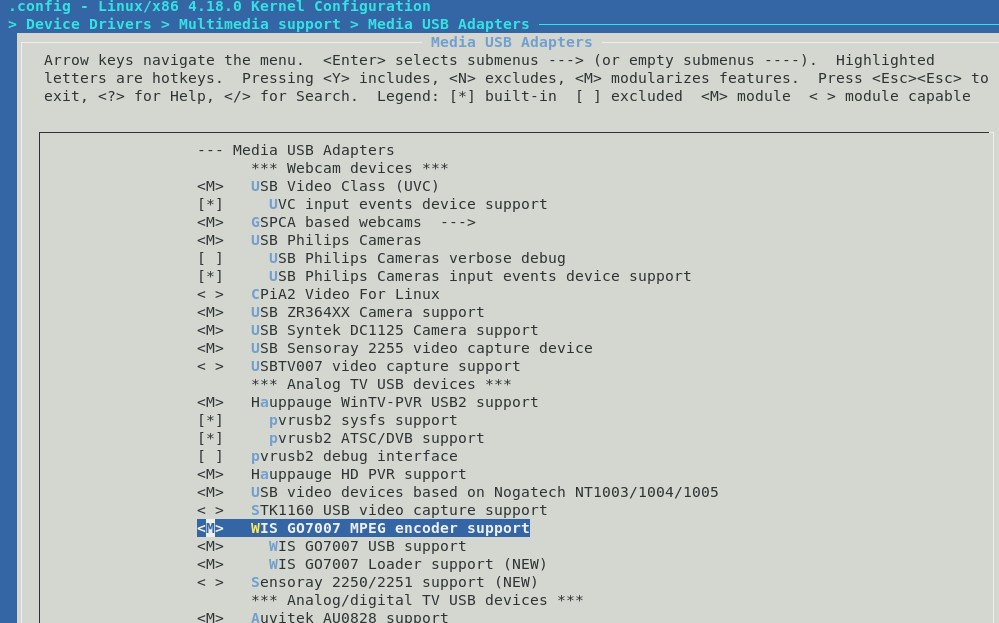 .config - Linux/x86 4.18.0 Kernel Configuration
> Device Drivers > Multimedia support > Media USB Adapters
Media USB Adapters
Arrow keys navigate the menu.  <Enter> selects submenus ---> (or empty submenus ----).  Highlighted
letters are hotkeys.  Pressing <Y> includes, <N> excludes, <M> modularizes features.  Press <Esc><Esc> to
exit, <?> for Help, </> for Search.  Legend: [*] built-in  [ ] excluded  <M> module  < > module capable
--- Media USB Adapters
*** Webcam devices ***
<M>   USB Video Class (UVC)
[*]     UVC input events device support
<M>   GSPCA based webcams  --->
<M>   USB Philips Cameras
[ ]     USB Philips Cameras verbose debug
[*]     USB Philips Cameras input events device support
< >   CPiA2 Video For Linux
<M>   USB ZR364XX Camera support
<M>   USB Syntek DC1125 Camera support
<M>   USB Sensoray 2255 video capture device
< >   USBTV007 video capture support
*** Analog TV USB devices ***
<M>   Hauppauge WinTV-PVR USB2 support
[*]     pvrusb2 sysfs support
[*]     pvrusb2 ATSC/DVB support
[ ]   pvrusb2 debug interface
<M>   Hauppauge HD PVR support
<M>   USB video devices based on Nogatech NT1003/1004/1005
< >   STK1160 USB video capture support
<M>   WIS GO7007 MPEG encoder support
<M>     WIS GO7007 USB support
<M>     WIS GO7007 Loader support (NEW)
< >   Sensoray 2250/2251 support (NEW)
*** Analog/digital TV USB devices ***
<M>   Auvitek AU0828 support